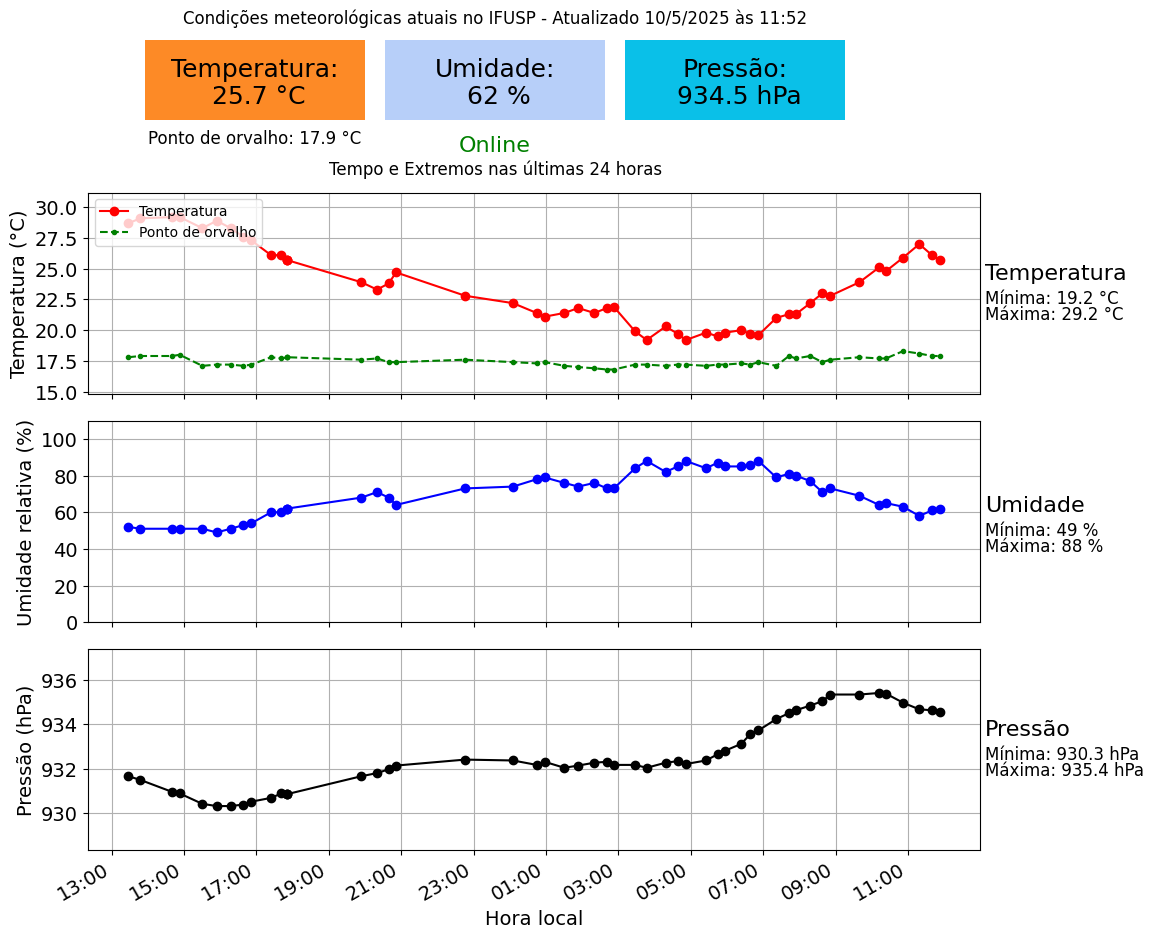 Condições meteorológicas atuais no IFUSP - Atualizado 10/5/2025 às 11:52
Temperatura:
25.7 °C
Umidade:
62 %
Pressão:
934.5 hPa
Ponto de orvalho: 17.9 °C
Online
Tempo e Extremos nas últimas 24 horas
Temperatura (°C)
30.0
27.5
25.0
22.5
20.0
17.5
15.0
Temperatura
Ponto de orvalho
Temperatura
Mínima: 19.2 °C
Máxima: 29.2 °C
Umidade relativa (%)
100
80
60
40
20
0
Umidade
Mínima: 49 %
Máxima: 88 %
Pressão (hPa)
936
934
932
930
Pressão
Mínima: 930.3 hPa
Máxima: 935.4 hPa
13:00
15:00
17:00
19:00
21:00
23:00
01:00
03:00
05:00
07:00
09:00
11:00
Hora local